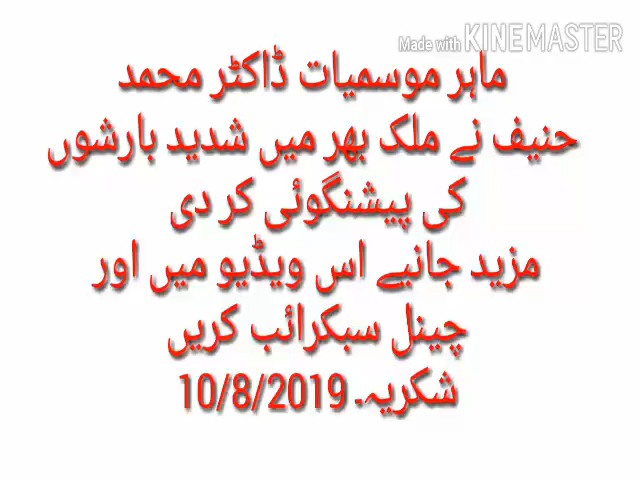 Made with KINEMASTER
ماہر موسمیات ڈاکٹر محمد
حنیف نے ملک بھر میں شدید بارشوں
کی پیشنگوئی کر دی
مزید جانیے اس ویڈیو میں اور
چینل سبکرائب کریں
شکریہ۔ 10/8/2019